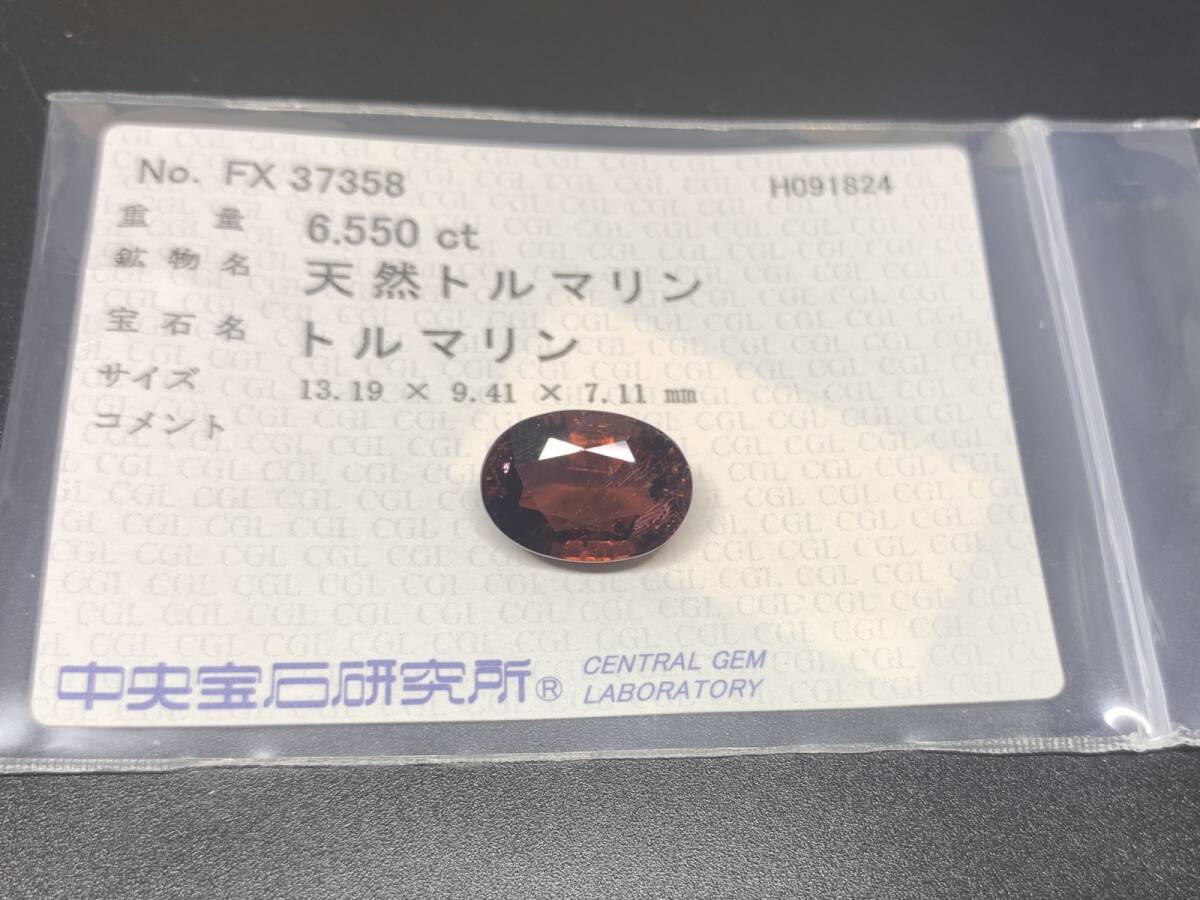 No. FX 37358 H091824
重量 6.550 ct
鉱物名 天然トルマリン
宝石名 トルマリン
サイズ 13.19 × 9.41 × 7.11 mm
コメント
中央宝石研究所® CENTRAL GEM
LABORATORY